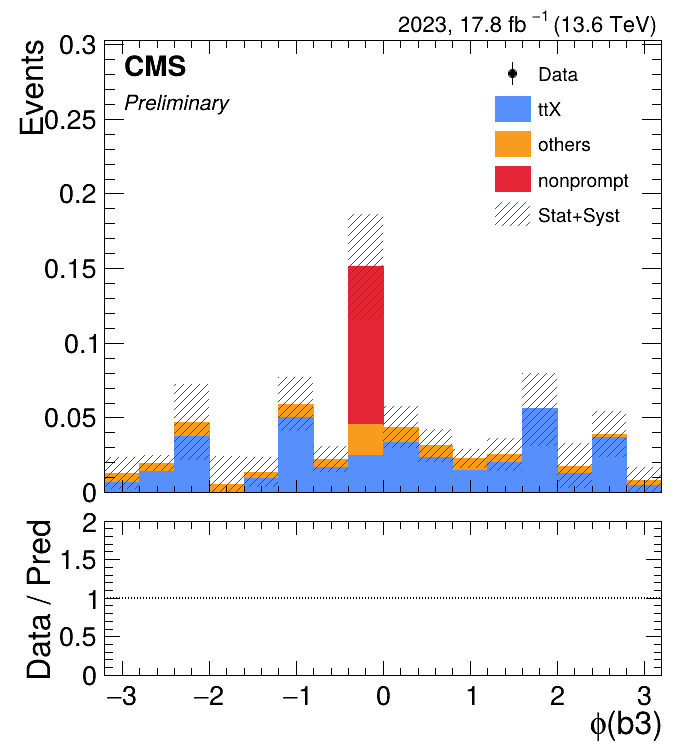 2023, 17.8 fb⁻¹ (13.6 TeV)
CMS
Preliminary
Data
ttX
others
nonprompt
Stat+Syst
Events
0.3
0.25
0.2
0.15
0.1
0.05
0
Data / Pred
2
1.5
1
0.5
0
−3 −2 −1 0 1 2 3
ϕ(b3)